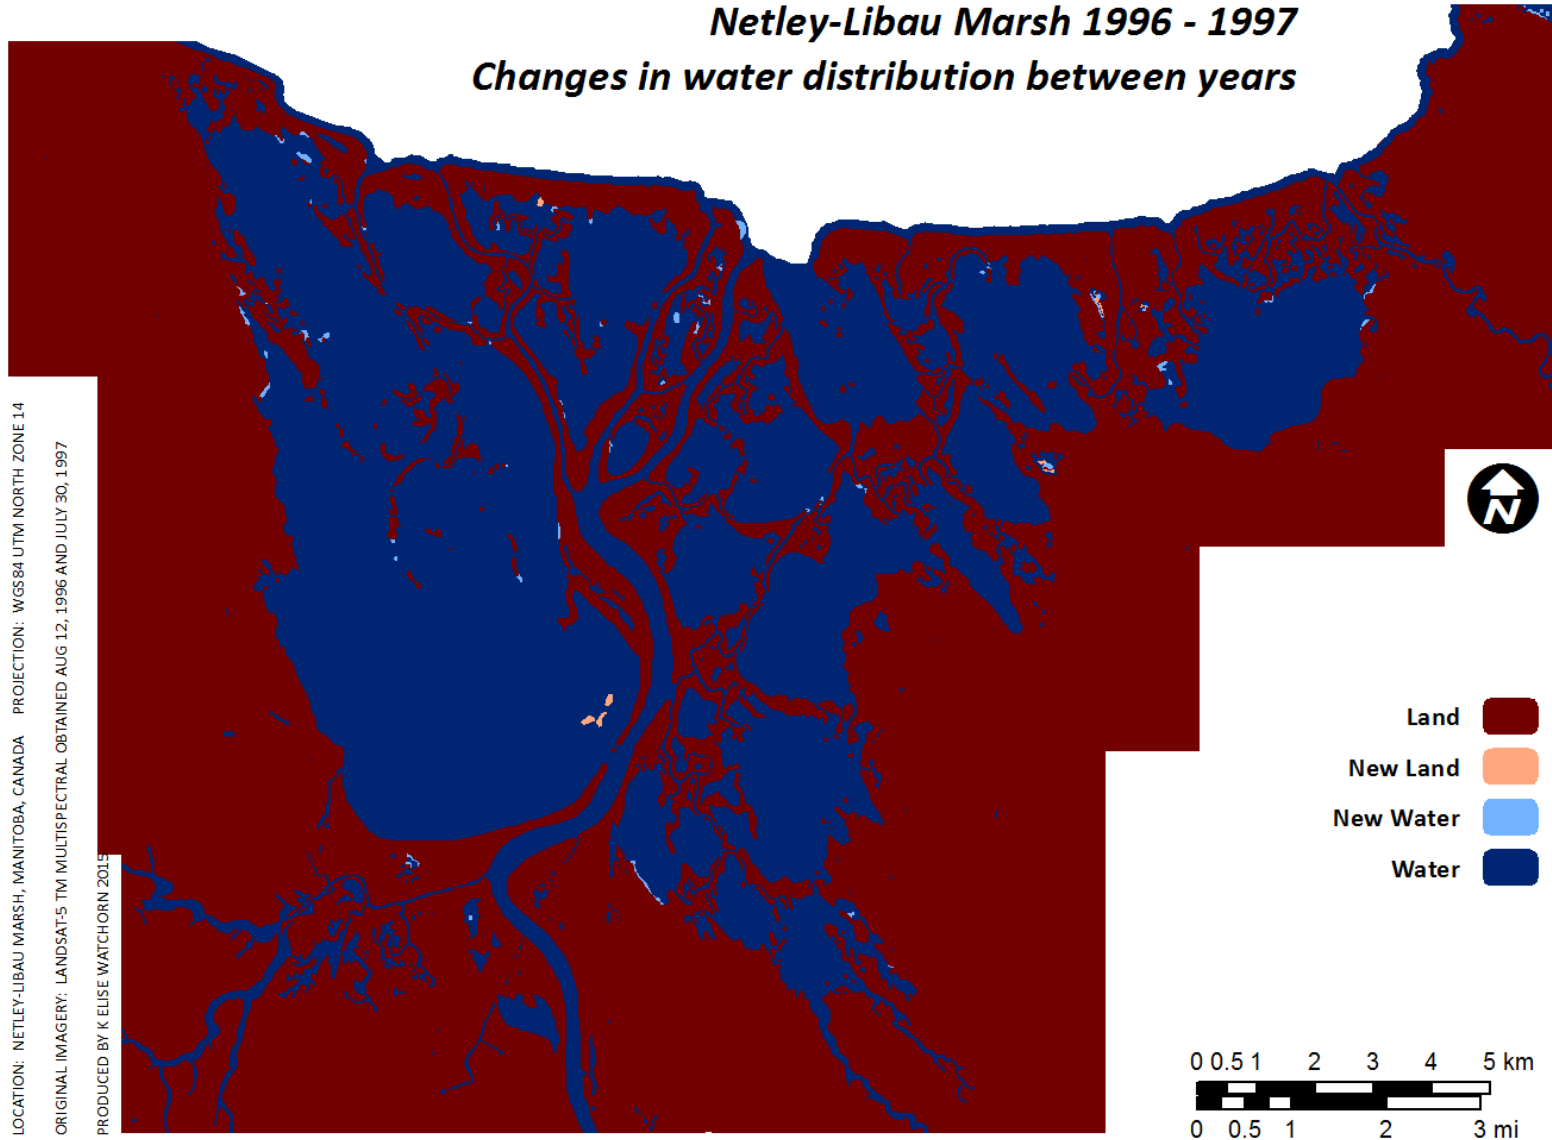 Netley-Libau Marsh 1996 - 1997
Changes in water distribution between years
LOCATION: NETLEY-LIBAU MARSH, MANITOBA, CANADA PROJECTION: WGS84 UTM NORTH ZONE 14
ORIGINAL IMAGERY: LANDSAT-5 TM MULTISPECTRAL OBTAINED AUG 12, 1996 AND JULY 30, 1997
PRODUCED BY K ELISE WATCHORN 2015
N
Land
New Land
New Water
Water
0 0.5 1 2 3 4 5 km
0 0.5 1 2 3 mi